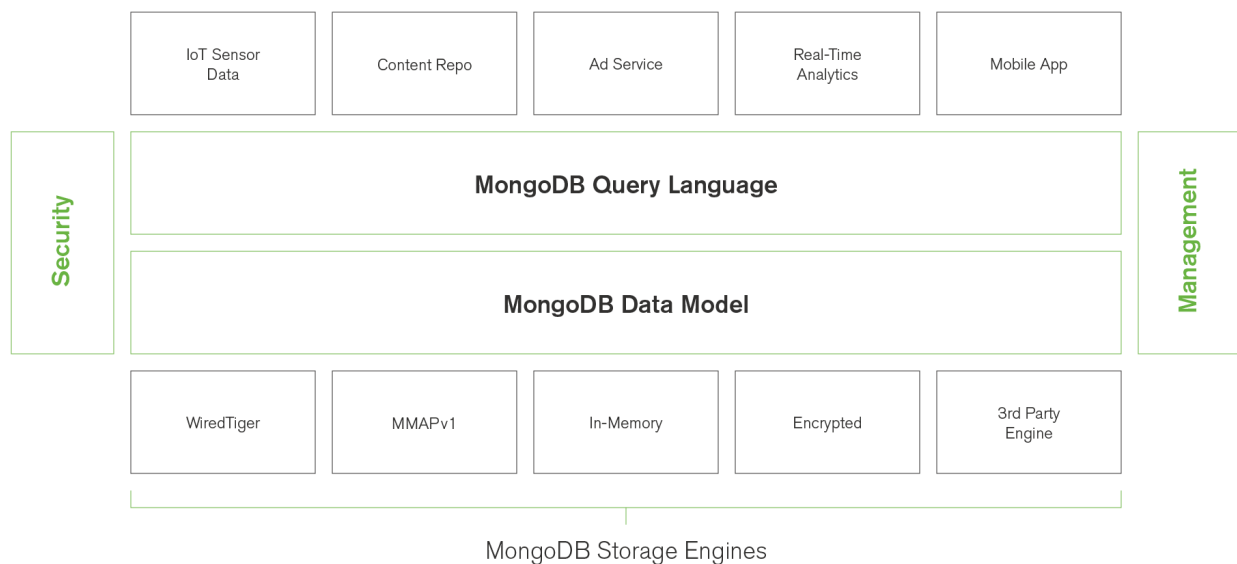 IoT Sensor
Data
Content Repo
Ad Service
Real-Time
Analytics
Mobile App
Security
MongoDB Query Language
Management
MongoDB Data Model
WiredTiger
MMAPv1
In-Memory
Encrypted
3rd Party
Engine
MongoDB Storage Engines